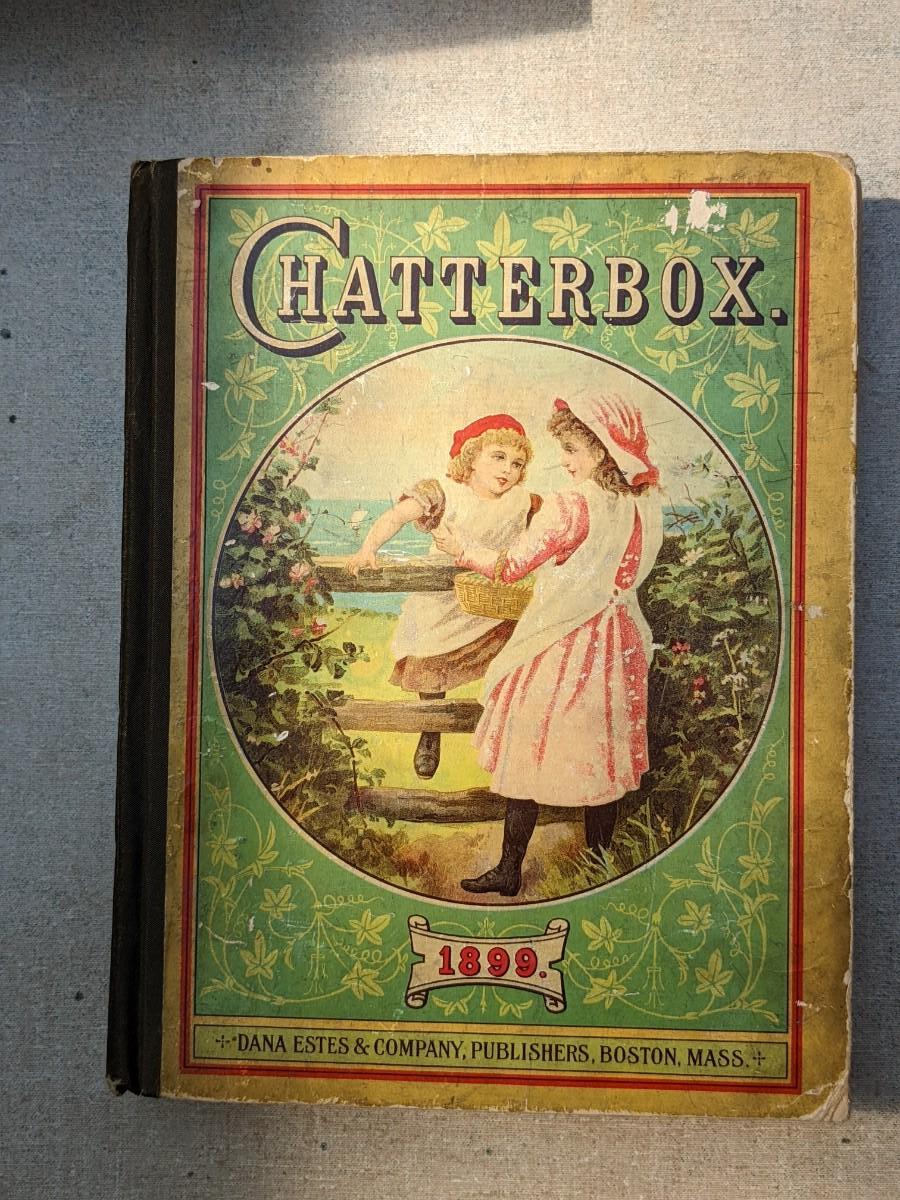 CHATTERBOX.
1899.
DANA ESTES & COMPANY, PUBLISHERS, BOSTON, MASS.